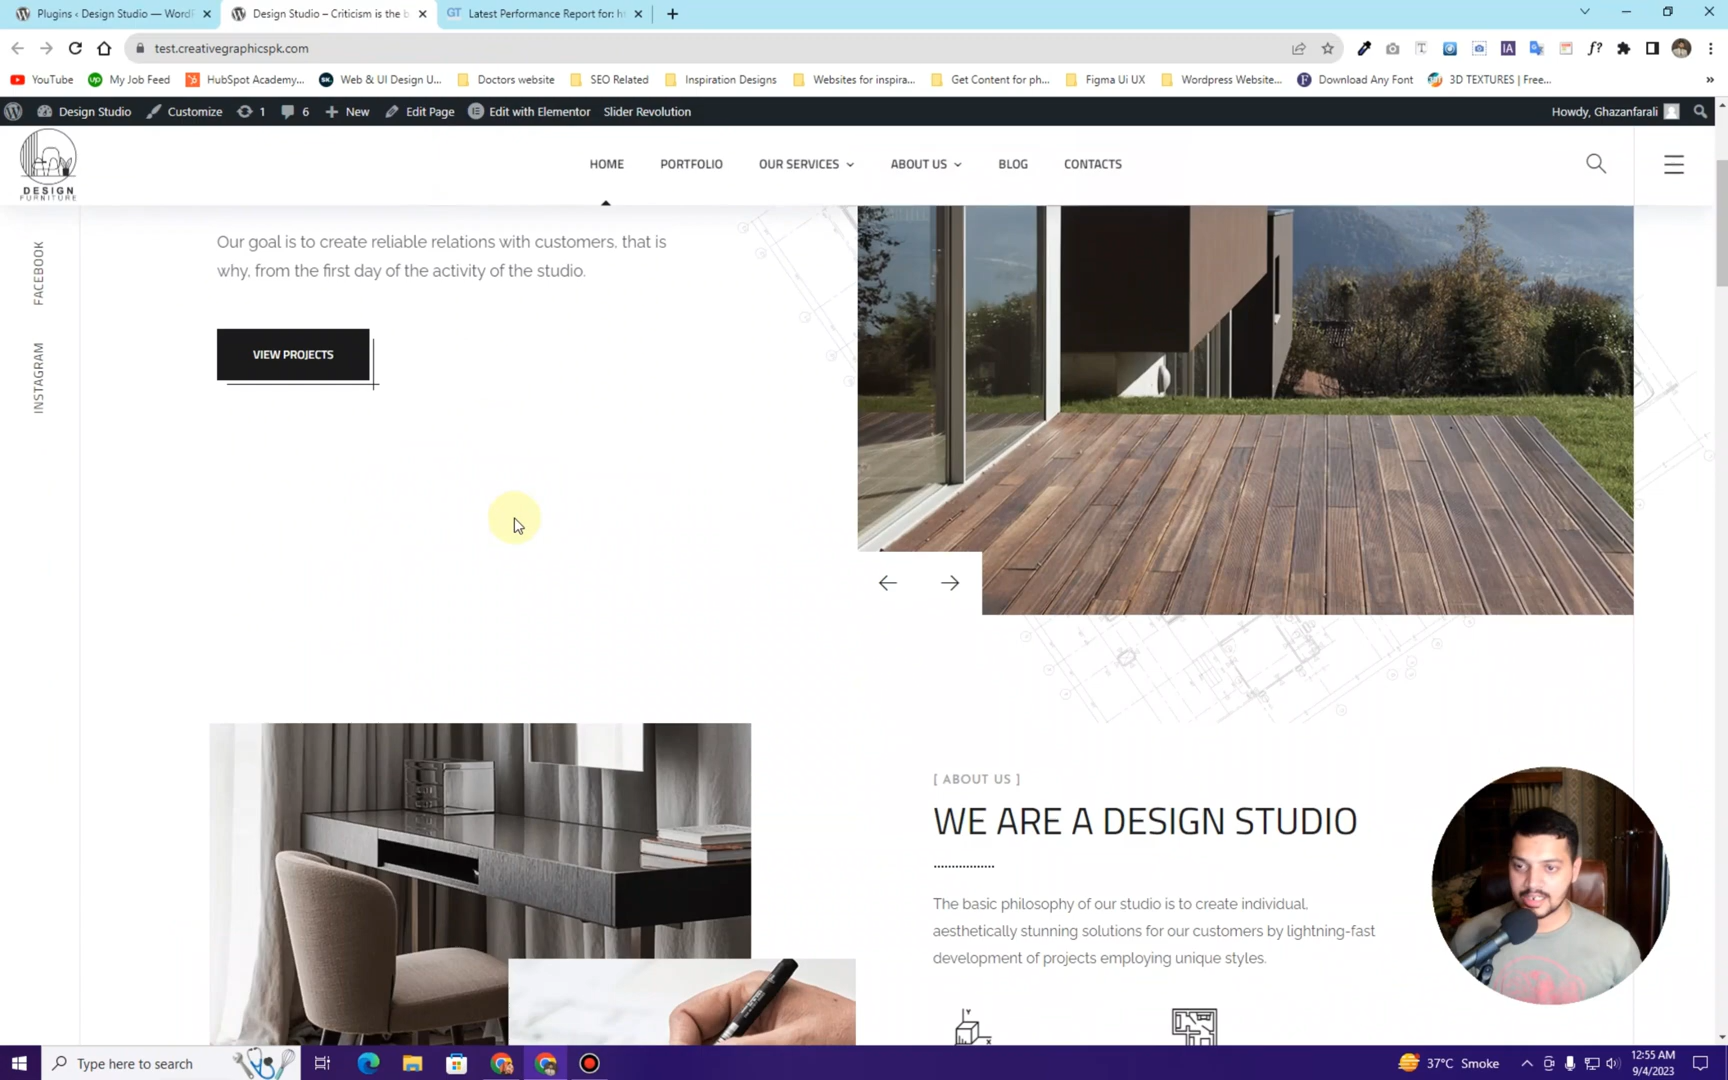 Plugins ‹ Design Studio — Word
Design Studio – Criticism is the b
GT Latest Performance Report for: h
test.creativegraphicspk.com
YouTube
My Job Feed
HubSpot Academy...
Web & UI Design U...
Doctors website
SEO Related
Inspiration Designs
Websites for inspira...
Get Content for ph...
Figma Ui UX
Wordpress Website...
Download Any Font
3D TEXTURES | Free...
Design Studio
Customize
1
6
New
Edit Page
Edit with Elementor
Slider Revolution
Howdy, Ghazanfarali
DESIGN
FURNITURE
HOME
PORTFOLIO
OUR SERVICES
ABOUT US
BLOG
CONTACTS
FACEBOOK
INSTAGRAM
Our goal is to create reliable relations with customers, that is
why, from the first day of the activity of the studio.
VIEW PROJECTS
[ ABOUT US ]
WE ARE A DESIGN STUDIO
The basic philosophy of our studio is to create individual,
aesthetically stunning solutions for our customers by lightning-fast
development of projects employing unique styles.
Type here to search
37°C Smoke
12:55 AM
9/4/2023